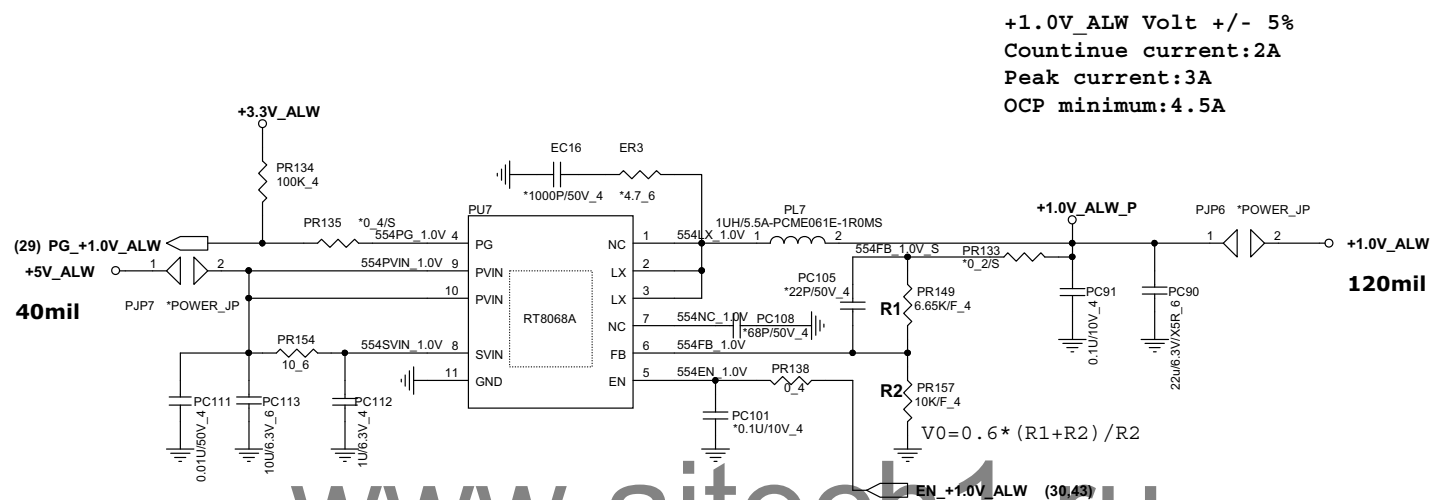 +1.0V_ALW Volt +/- 5%
Countinue current:2A
Peak current:3A
OCP minimum:4.5A
+3.3V_ALW
PR134
100K_4
EC16
ER3
*1000P/50V_4
*4.7_6
PL7
1UH/5.5A-PCME061E-1R0MS
+1.0V_ALW_P
PJP6
*POWER_JP
PR135
*0_4/S
PU7
(29) PG_+1.0V_ALW
554PG_1.0V
4
PG
NC
1
554LX_1.0V
1
2
554FB_1.0V_S
PR133
*0_2/S
1
2
+1.0V_ALW
120mil
+5V_ALW
1
2
554PVIN_1.0V
9
PVIN
LX
2
40mil
PJP7
*POWER_JP
10
PVIN
LX
3
RT8068A
PC105
*22P/50V_4
R1
PR149
6.65K/F_4
PC91
0.1U/10V_4
PC90
22u/6.3V/X5R_6
NC
7
554NC_1.0V
PC108
*68P/50V_4
PR154
10_6
554SVIN_1.0V
8
SVIN
FB
6
554FB_1.0V
11
GND
EN
5
554EN_1.0V
PR138
0_4
R2
PR157
10K/F_4
PC111
0.01U/50V_4
PC113
10U/6.3V_6
PC112
1U/6.3V_4
PC101
*0.1U/10V_4
V0=0.6*(R1+R2)/R2
EN_+1.0V_ALW
(30,43)